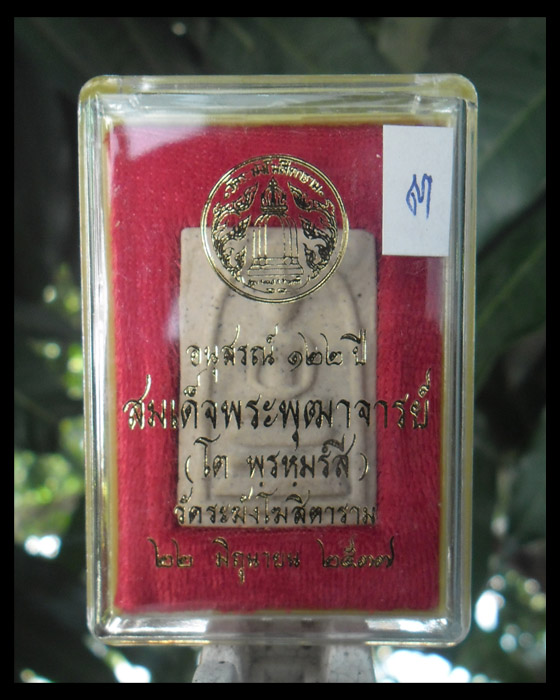 ส
อนุสรณ์ ๑๒๒ ปี
สมเด็จพระพุฒาจารย์
(โต พฺรหฺมรํสี)
วัดระฆังโฆสิตาราม
๒๒ มิถุนายน ๒๕๓๗